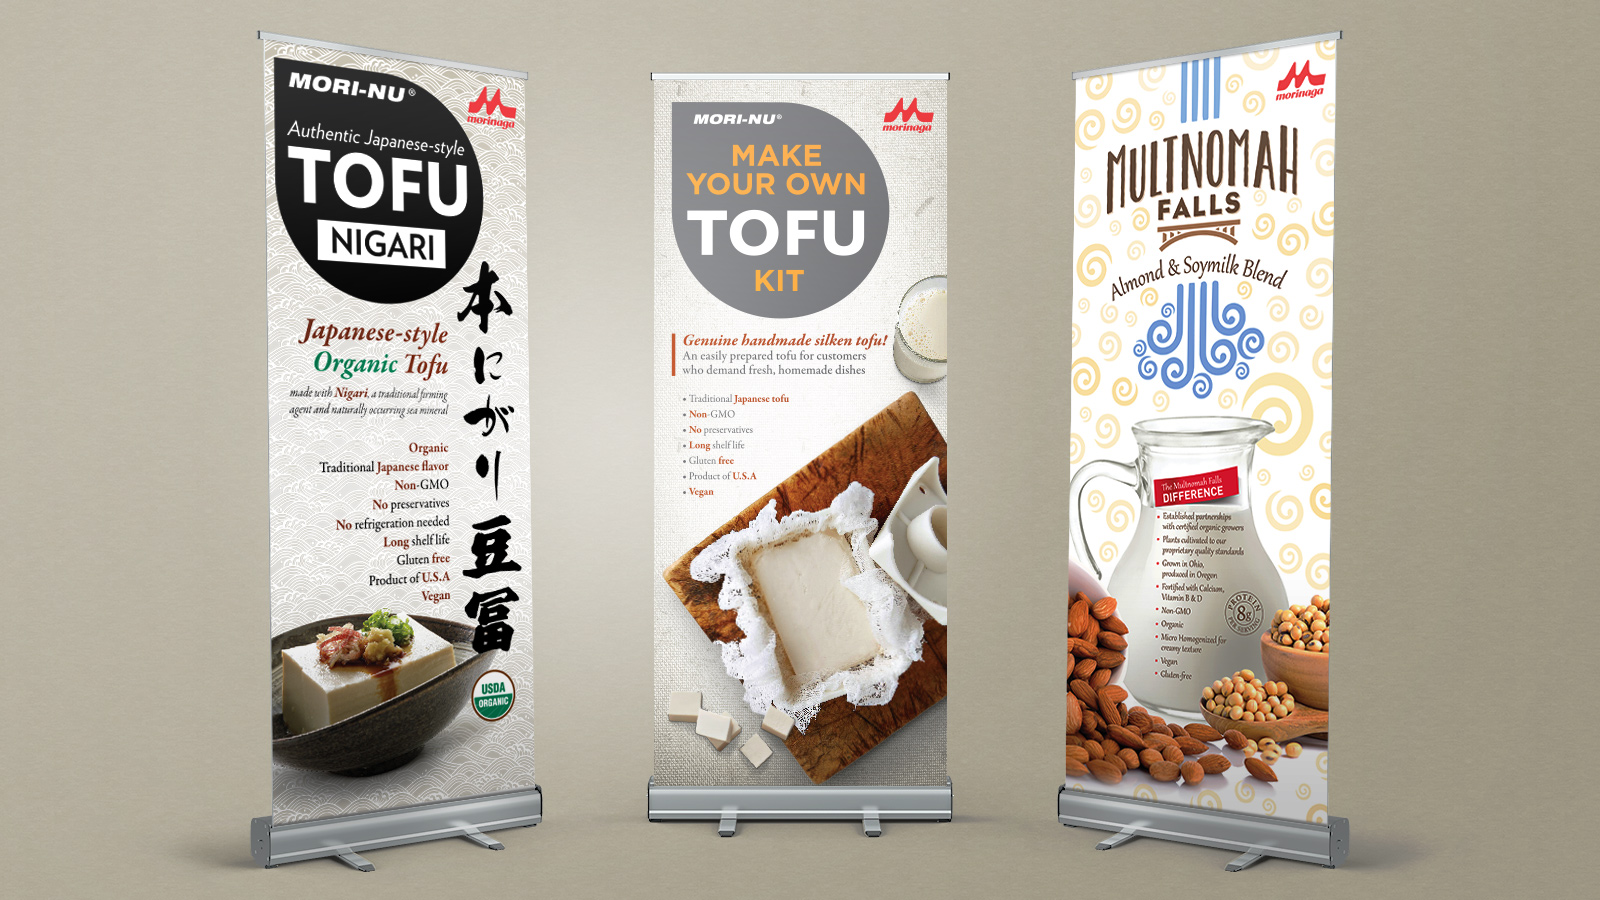 MORI-NU®
morinaga
Authentic Japanese-style
TOFU
NIGARI
本にがり豆冨
Japanese-style
Organic Tofu
made with Nigari, a traditional firming
agent and naturally occurring sea mineral
Organic
Traditional Japanese flavor
Non-GMO
No preservatives
No refrigeration needed
Long shelf life
Gluten free
Product of U.S.A
Vegan
USDA
ORGANIC
MORI-NU®
morinaga
MAKE
YOUR OWN
TOFU
KIT
Genuine handmade silken tofu!
An easily prepared tofu for customers
who demand fresh, homemade dishes
• Traditional Japanese tofu
• Non-GMO
• No preservatives
• Long shelf life
• Gluten free
• Product of U.S.A
• Vegan
morinaga
MULTNOMAH
FALLS
Almond & Soymilk Blend
The Multnomah Falls
DIFFERENCE
• Established partnerships
with certified organic growers
• Plants cultivated to our
proprietary quality standards
• Grown in Ohio,
produced in Oregon
• Fortified with Calcium,
Vitamin B & D
• Non-GMO
• Organic
• Micro Homogenized for
creamy texture
• Vegan
• Gluten-free
PROTEIN
8g
PER SERVING